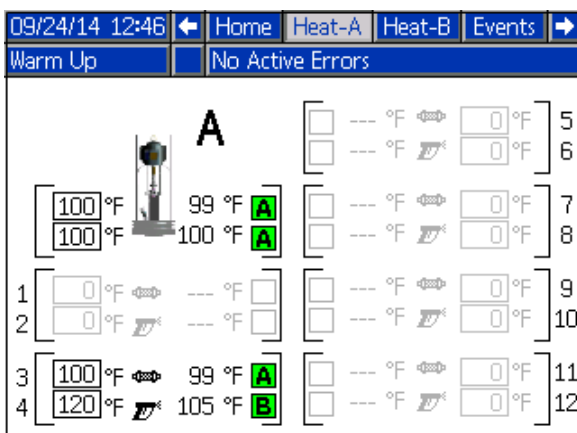 09/24/14 12:46 Home Heat-A Heat-B Events
Warm Up No Active Errors
A
100 °F 99 °F A
100 °F 100 °F A
1 0 °F --- °F
2 0 °F --- °F
3 100 °F 99 °F A
4 120 °F 105 °F B
--- °F 0 °F 5
--- °F 0 °F 6
--- °F 0 °F 7
--- °F 0 °F 8
--- °F 0 °F 9
--- °F 0 °F 10
--- °F 0 °F 11
--- °F 0 °F 12